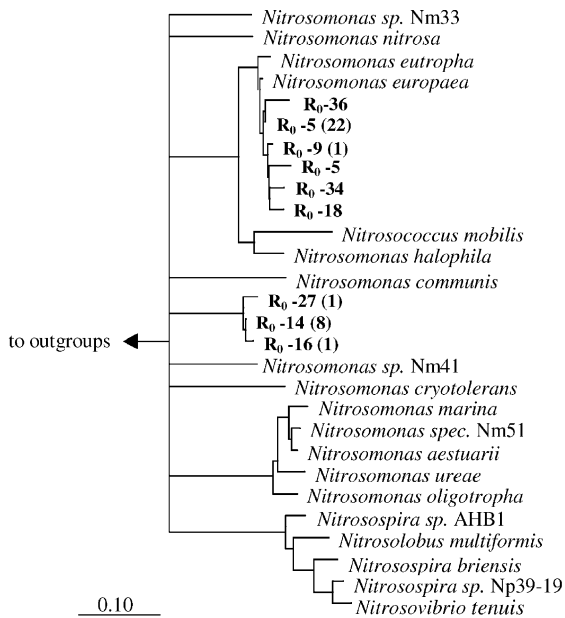 Nitrosomonas sp. Nm33
Nitrosomonas nitrosa
Nitrosomonas eutropha
Nitrosomonas europaea
R₀-36
R₀ -5 (22)
R₀ -9 (1)
R₀ -5
R₀ -34
R₀ -18
Nitrosococcus mobilis
Nitrosomonas halophila
Nitrosomonas communis
R₀ -27 (1)
R₀ -14 (8)
to outgroups
R₀ -16 (1)
Nitrosomonas sp. Nm41
Nitrosomonas cryotolerans
Nitrosomonas marina
Nitrosomonas spec. Nm51
Nitrosomonas aestuarii
Nitrosomonas ureae
Nitrosomonas oligotropha
Nitrosospira sp. AHB1
Nitrosolobus multiformis
Nitrosospira briensis
Nitrosospira sp. Np39-19
Nitrosovibrio tenuis
0.10